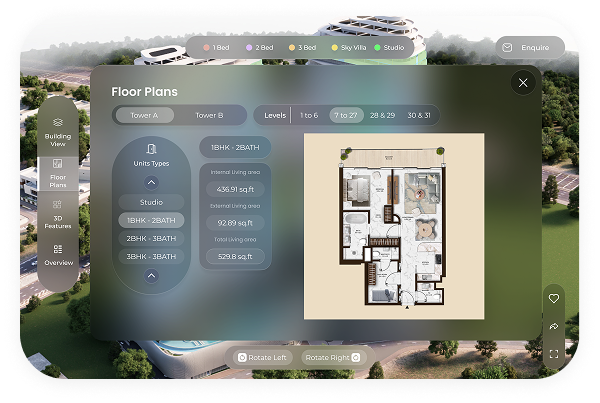 1 Bed
2 Bed
3 Bed
Sky Villa
Studio
Enquire
Floor Plans
Tower A
Tower B
Levels
1 to 6
7 to 27
28 & 29
30 & 31
Building
View
Floor
Plans
3D
Features
Overview
Units Types
Studio
1BHK - 2BATH
2BHK - 3BATH
3BHK - 3BATH
1BHK - 2BATH
Internal Living area
436.91 sq.ft
External Living area
92.89 sq.ft
Total Living area
529.8 sq.ft
Rotate Left
Rotate Right